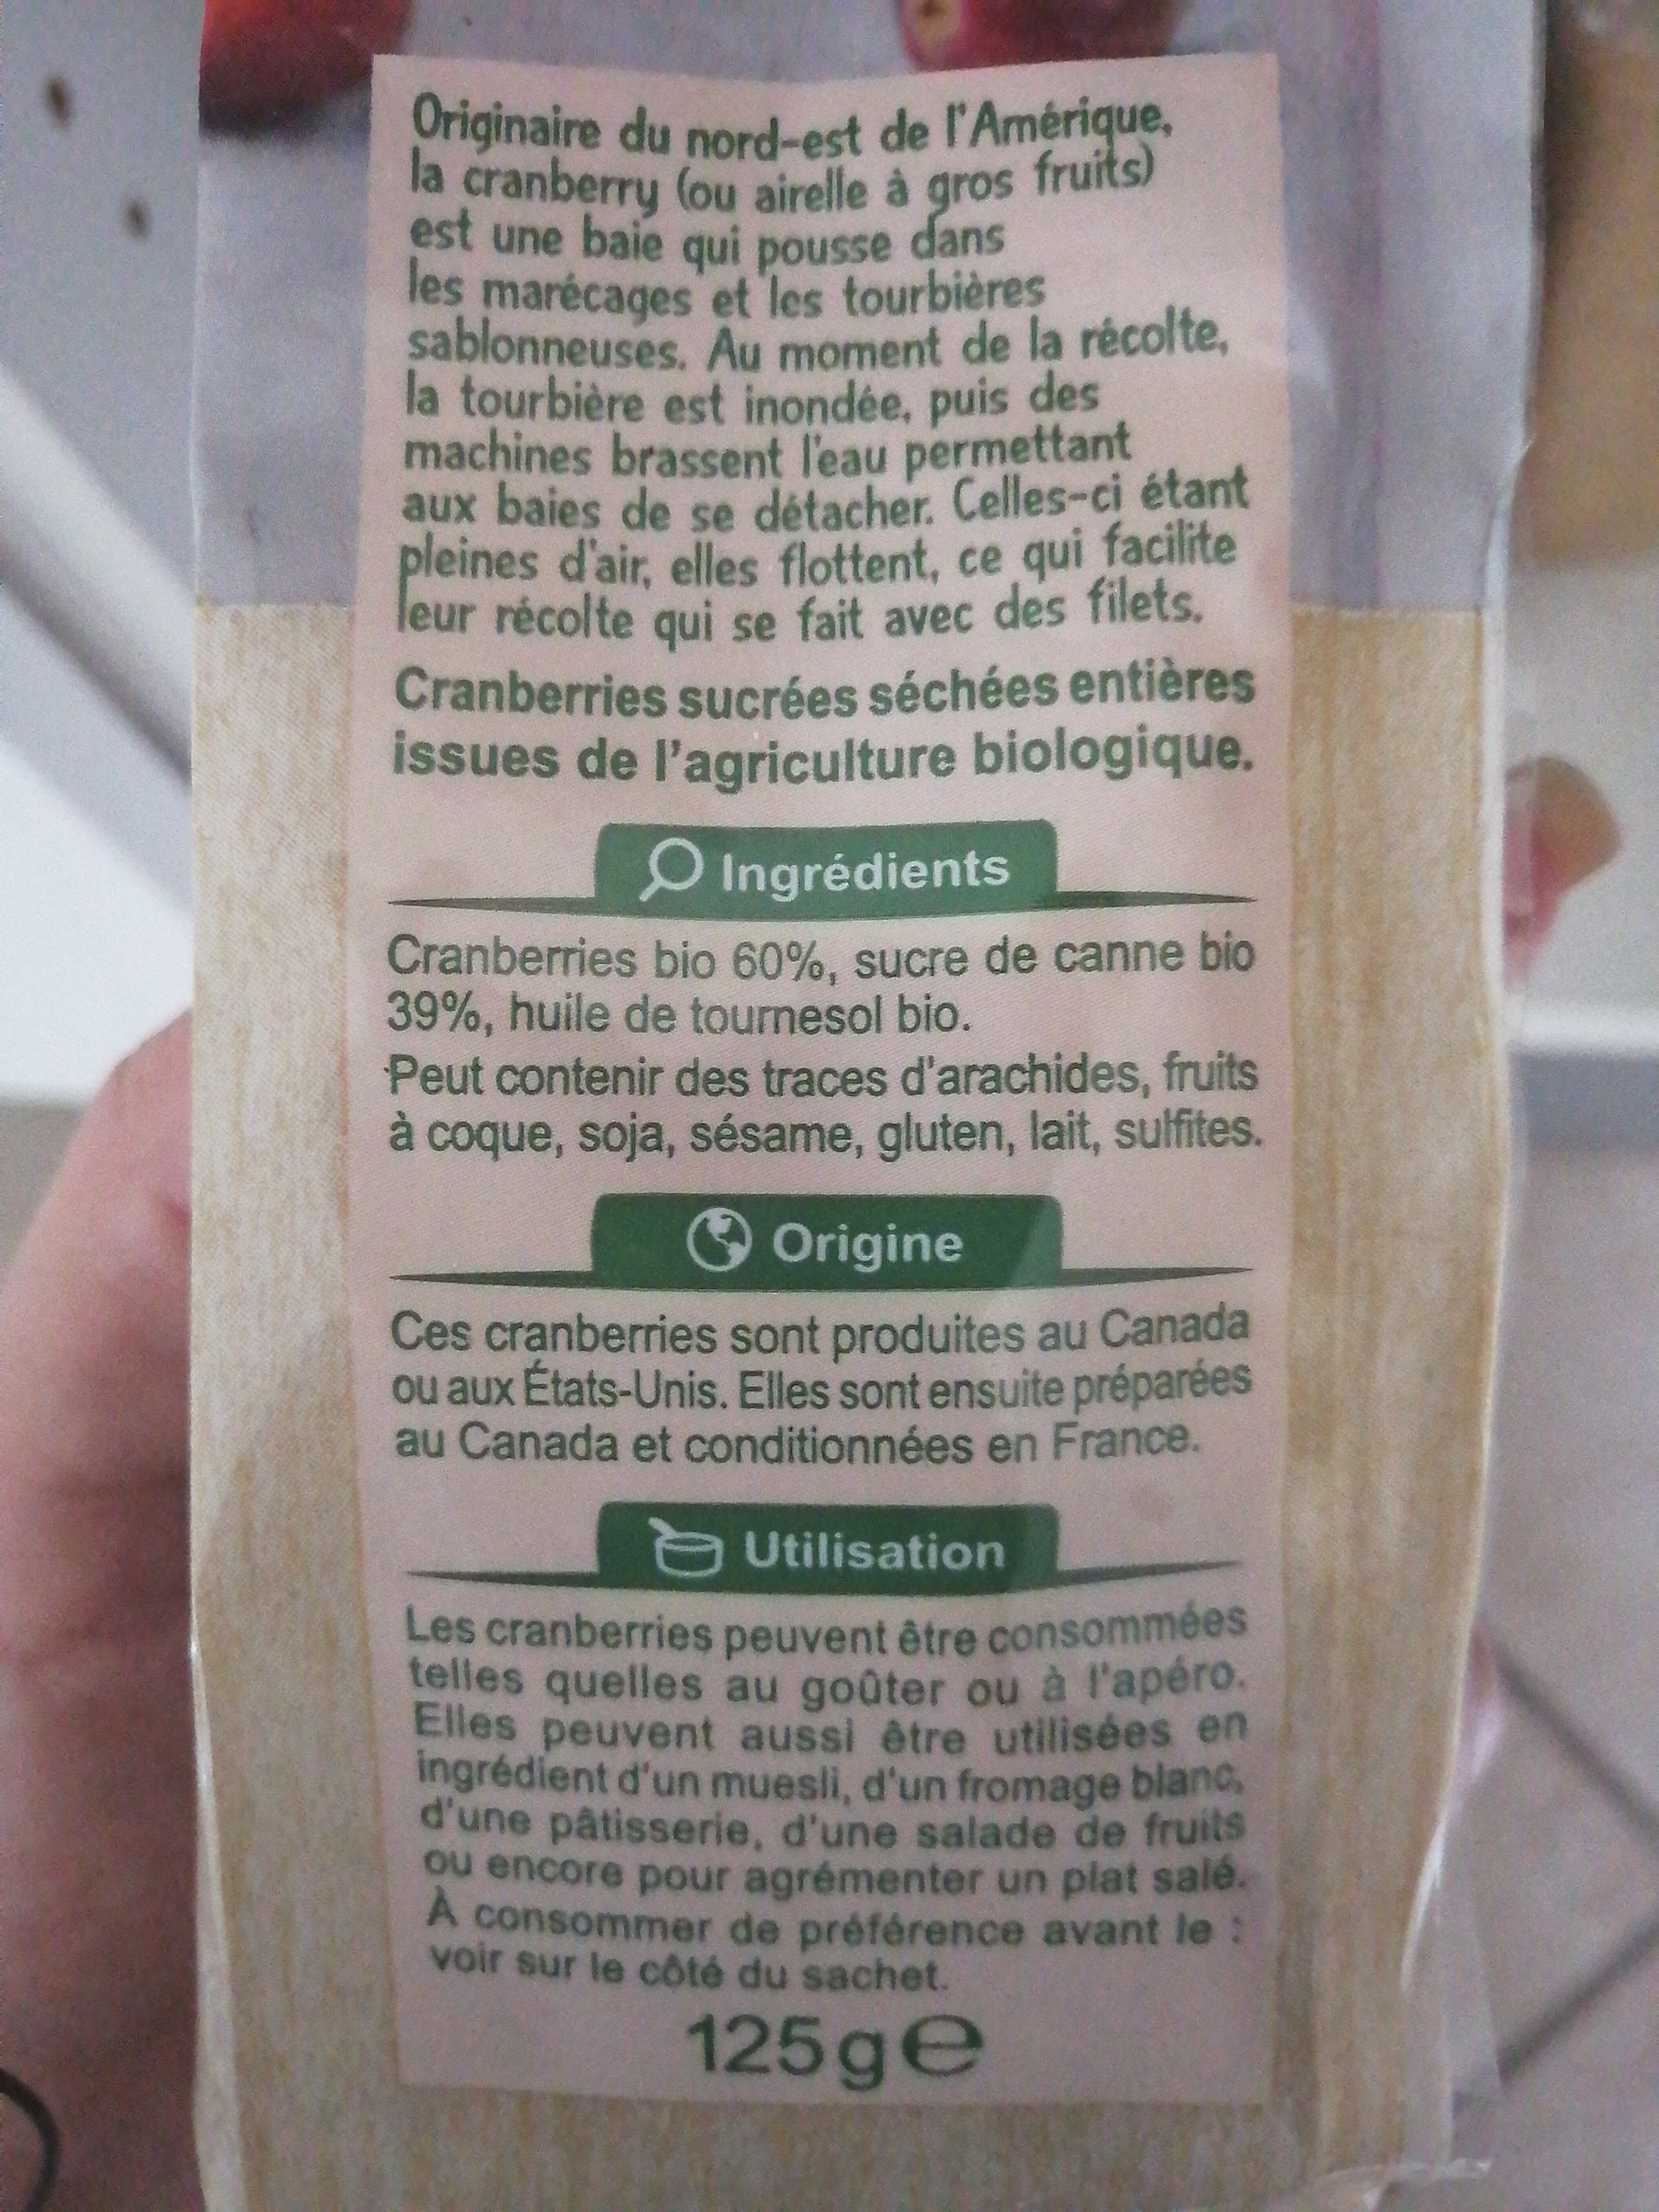 Originaire du nord-est de l'Amérique,
la cranberry (ou airelle à gros fruits)
est une baie qui pousse dans
les marécages et les tourbières
sablonneuses. Au moment de la récolte,
la tourbière est inondée, puis des
machines brassent l'eau permettant
aux baies de se détacher. Celles-ci étant
pleines d'air, elles flottent, ce qui facilite
leur récolte qui se fait avec des filets.
Cranberries sucrées séchées entières
issues de l'agriculture biologique.
Ingrédients
Cranberries bio 60%, sucre de canne bio
39%, huile de tournesol bio.
Peut contenir des traces d'arachides, fruits
à coque, soja, sésame, gluten, lait, sulfites.
Origine
Ces cranberries sont produites au Canada
ou aux États-Unis. Elles sont ensuite préparées
au Canada et conditionnées en France.
Utilisation
Les cranberries peuvent être consommées
telles quelles au goûter ou à l'apéro.
Elles peuvent aussi être utilisées en
ingrédient d'un muesli, d'un fromage blanc,
d'une pâtisserie, d'une salade de fruits
ou encore pour agrémenter un plat salé.
À consommer de préférence avant le :
voir sur le côté du sachet.
125g℮